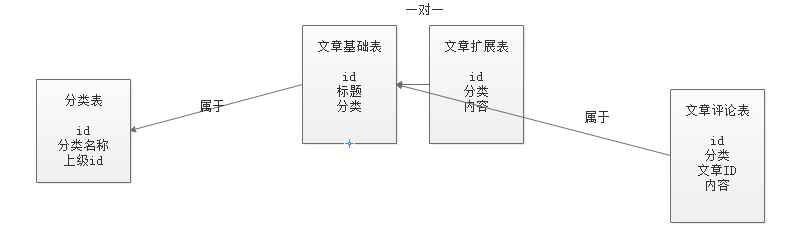 一对一
文章基础表
id
标题
分类
文章扩展表
id
分类
内容
分类表
id
分类名称
上级id
属于
属于
文章评论表
id
分类
文章ID
内容